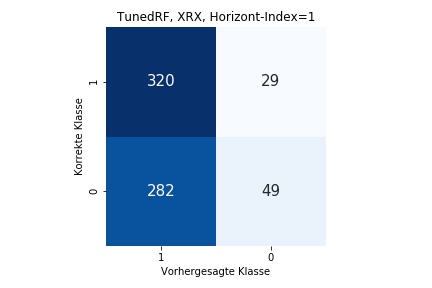 TunedRF, XRX, Horizont-Index=1
Korrekte Klasse
1
320
29
0
282
49
1
0
Vorhergesagte Klasse